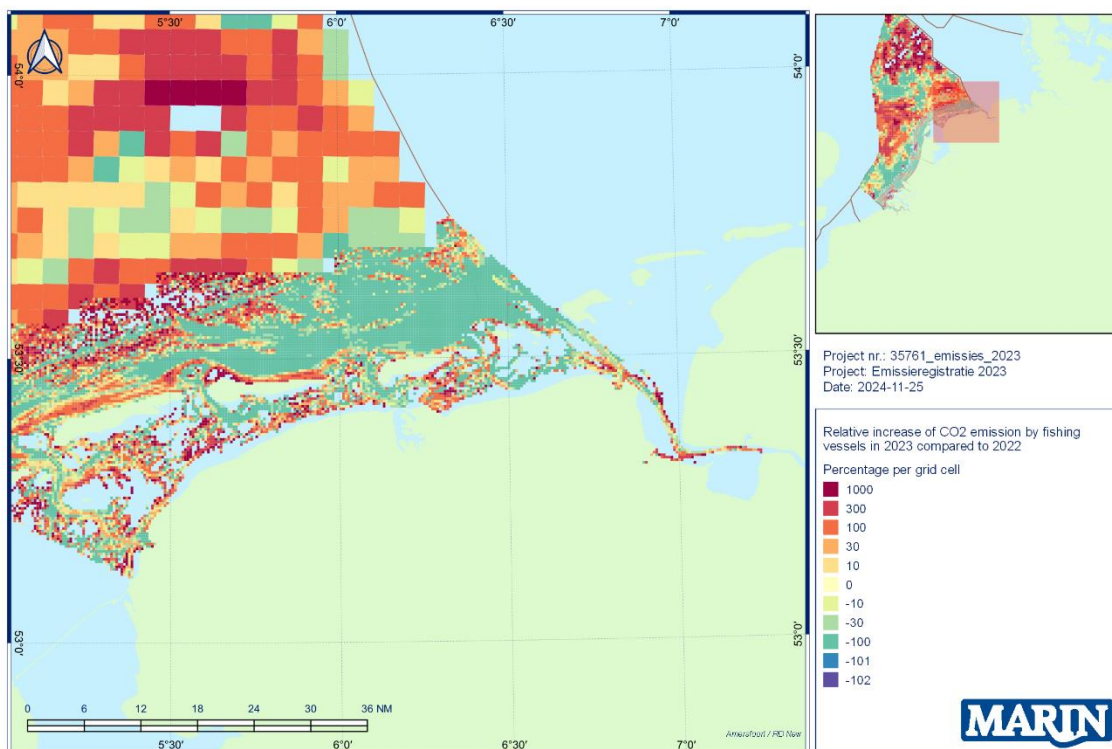 5°30' 6°0' 6°30' 7°0'
54°0' 54°0'
53°30' 53°30'
53°0' 53°0'
0 6 12 18 24 30 36 NM
Amersfoort / RD New
5°30' 6°0' 6°30' 7°0'
Project nr.: 35761_emissies_2023
Project: Emissieregistratie 2023
Date: 2024-11-25
Relative increase of CO2 emission by fishing
vessels in 2023 compared to 2022
Percentage per grid cell
1000
300
100
30
10
0
-10
-30
-100
-101
-102
MARIN